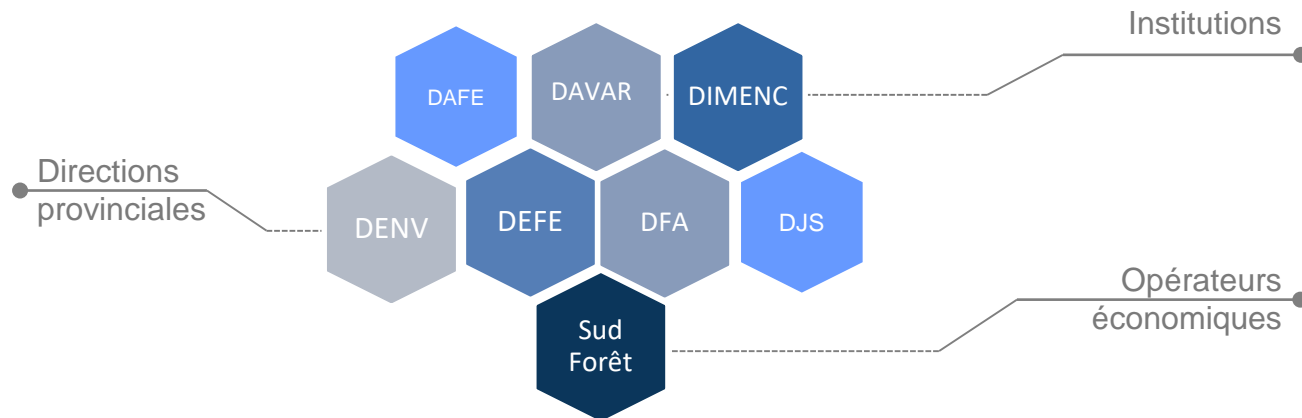 Institutions
DAFE
DAVAR
DIMENC
Directions
provinciales
DENV
DEFE
DFA
DJS
Opérateurs
économiques
Sud
Forêt